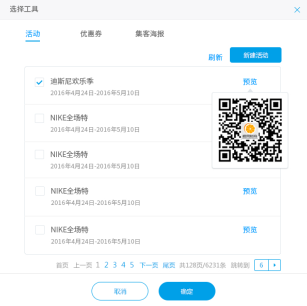 选择工具
活动 优惠券 集客海报
刷新 新建活动
迪斯尼欢乐季 预览
2016年4月24日-2016年5月10日
NIKE全场特
2016年4月24日-2016年5月10日
NIKE全场特
2016年4月24日-2016年5月10日
NIKE全场特 预览
2016年4月24日-2016年5月10日
NIKE全场特 预览
2016年4月24日-2016年5月10日
首页 上一页 1 2 3 4 5 下一页 尾页 共128页/6231条 跳转到 6
取消 确定